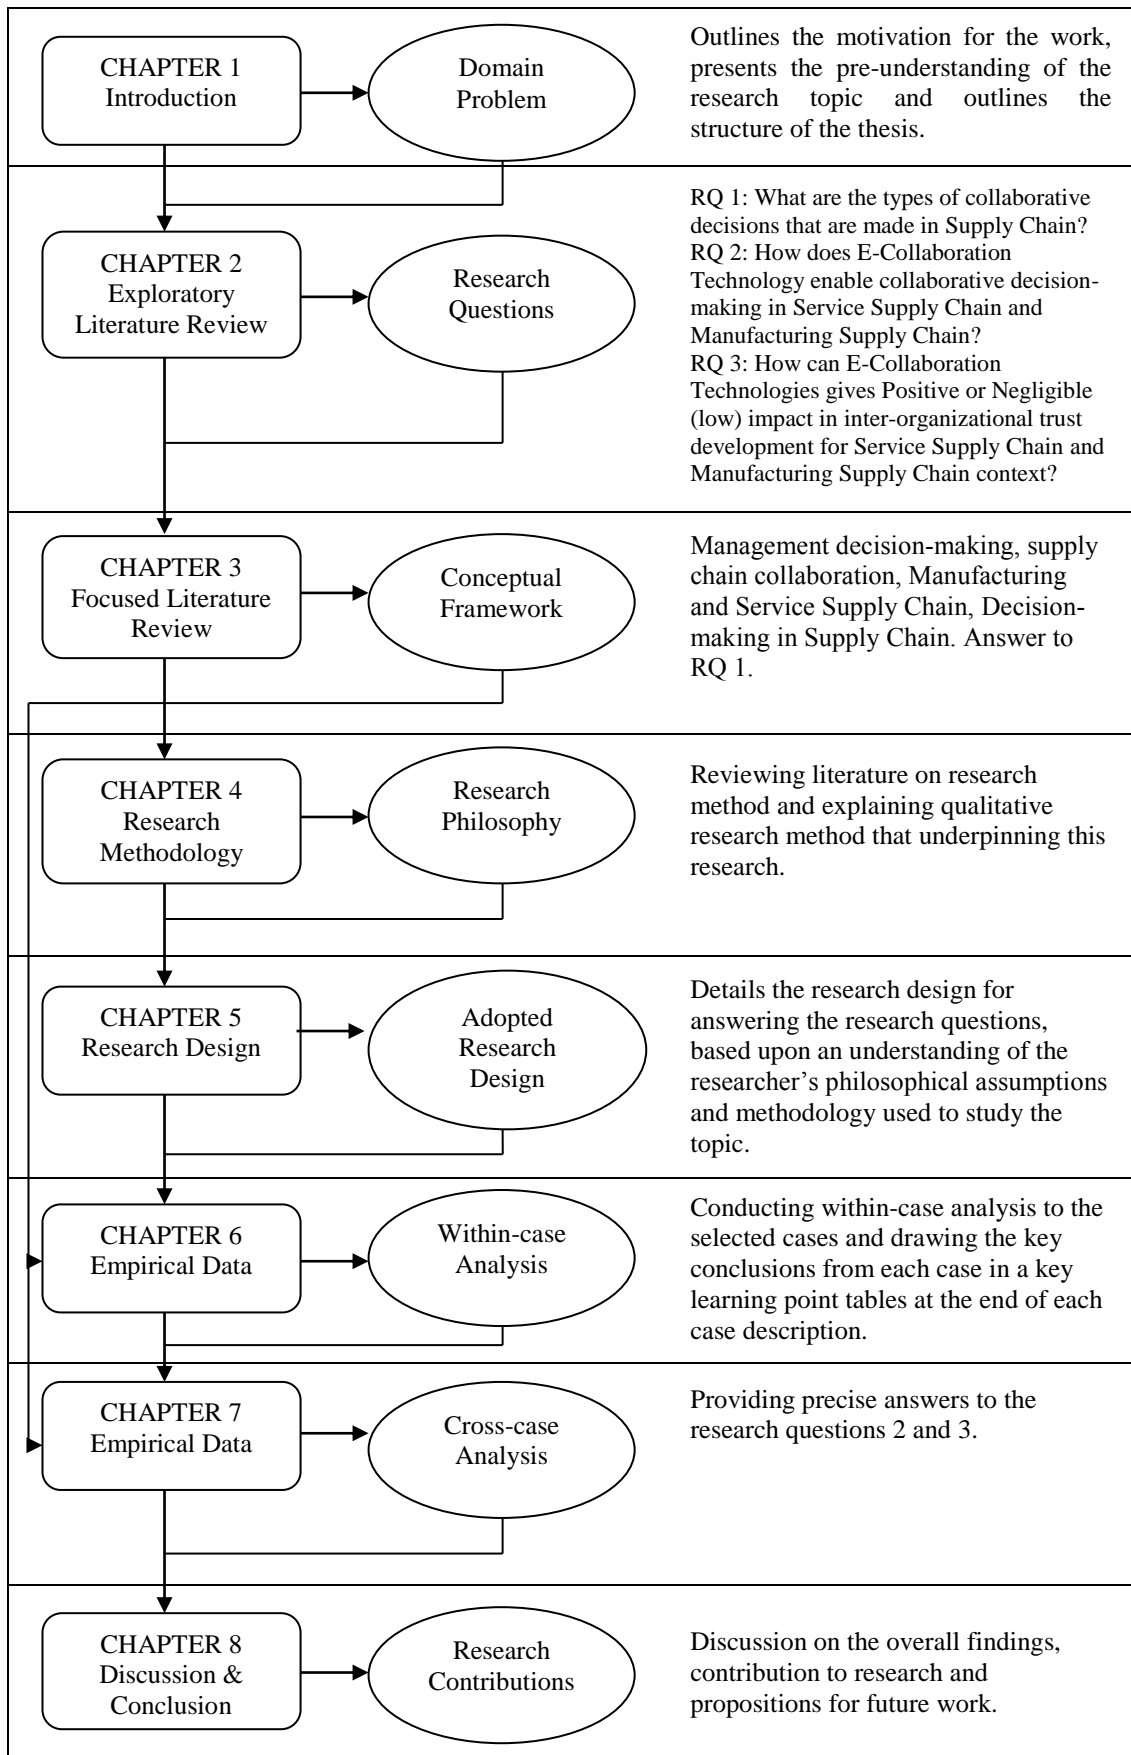 CHAPTER 1
Introduction
Domain
Problem
Outlines the motivation for the work,
presents the pre-understanding of the
research topic and outlines the
structure of the thesis.
CHAPTER 2
Exploratory
Literature Review
Research
Questions
RQ 1: What are the types of collaborative
decisions that are made in Supply Chain?
RQ 2: How does E-Collaboration
Technology enable collaborative decision-
making in Service Supply Chain and
Manufacturing Supply Chain?
RQ 3: How can E-Collaboration
Technologies gives Positive or Negligible
(low) impact in inter-organizational trust
development for Service Supply Chain and
Manufacturing Supply Chain context?
CHAPTER 3
Focused Literature
Review
Conceptual
Framework
Management decision-making, supply
chain collaboration, Manufacturing
and Service Supply Chain, Decision-
making in Supply Chain. Answer to
RQ 1.
CHAPTER 4
Research
Methodology
Research
Philosophy
Reviewing literature on research
method and explaining qualitative
research method that underpinning this
research.
CHAPTER 5
Research Design
Adopted
Research
Design
Details the research design for
answering the research questions,
based upon an understanding of the
researcher’s philosophical assumptions
and methodology used to study the
topic.
CHAPTER 6
Empirical Data
Within-case
Analysis
Conducting within-case analysis to the
selected cases and drawing the key
conclusions from each case in a key
learning point tables at the end of each
case description.
CHAPTER 7
Empirical Data
Cross-case
Analysis
Providing precise answers to the
research questions 2 and 3.
CHAPTER 8
Discussion &
Conclusion
Research
Contributions
Discussion on the overall findings,
contribution to research and
propositions for future work.